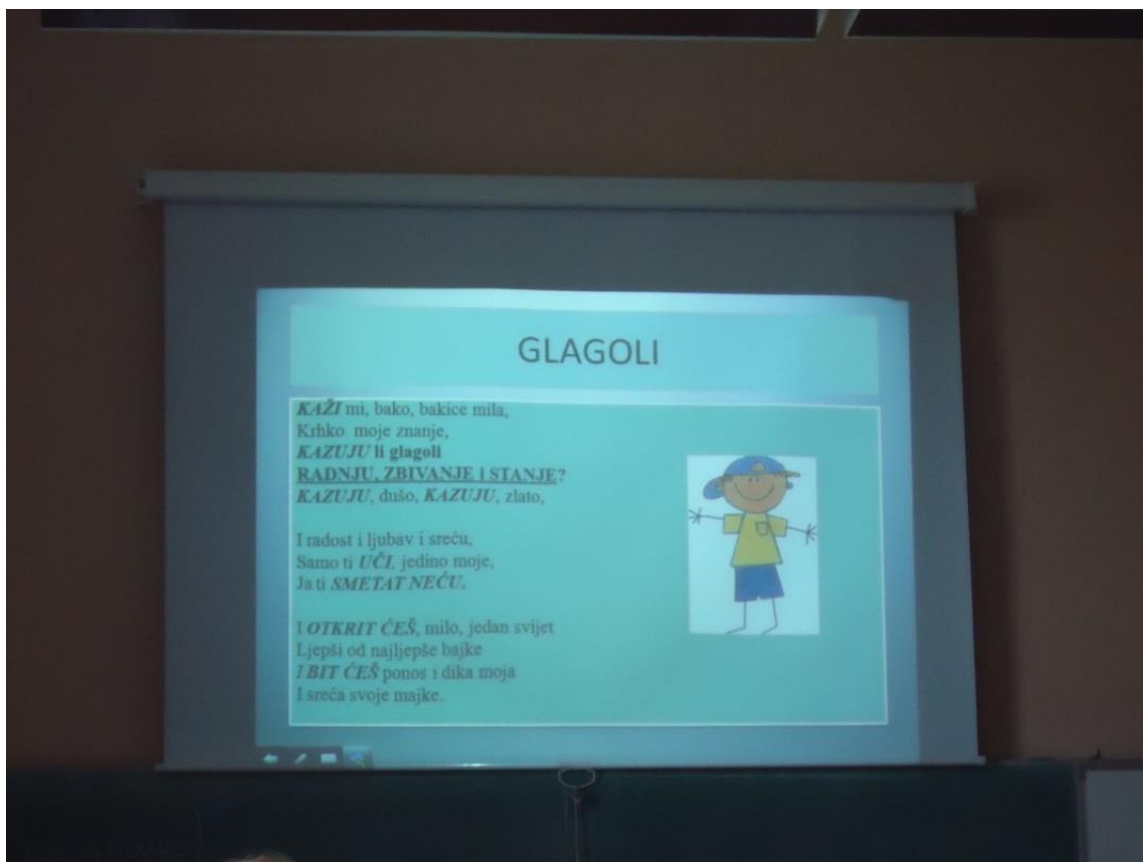 GLAGOLI
KAŽI mi, bako, bakice mila,
Krhko moje znanje,
KAZUJU li glagoli
RADNJU, ZBIVANJE I STANJE?
KAZUJU, dušo, KAZUJU, zlato,
I radost i ljubav i sreću,
Samo ti UČI, jedino moje,
Ja ti SMETAT NEĆU.
I OTKRIT ĆEŠ, milo, jedan svijet
Ljepši od najljepše bajke
I BIT ĆEŠ ponos i dika moja
I sreća svoje majke.